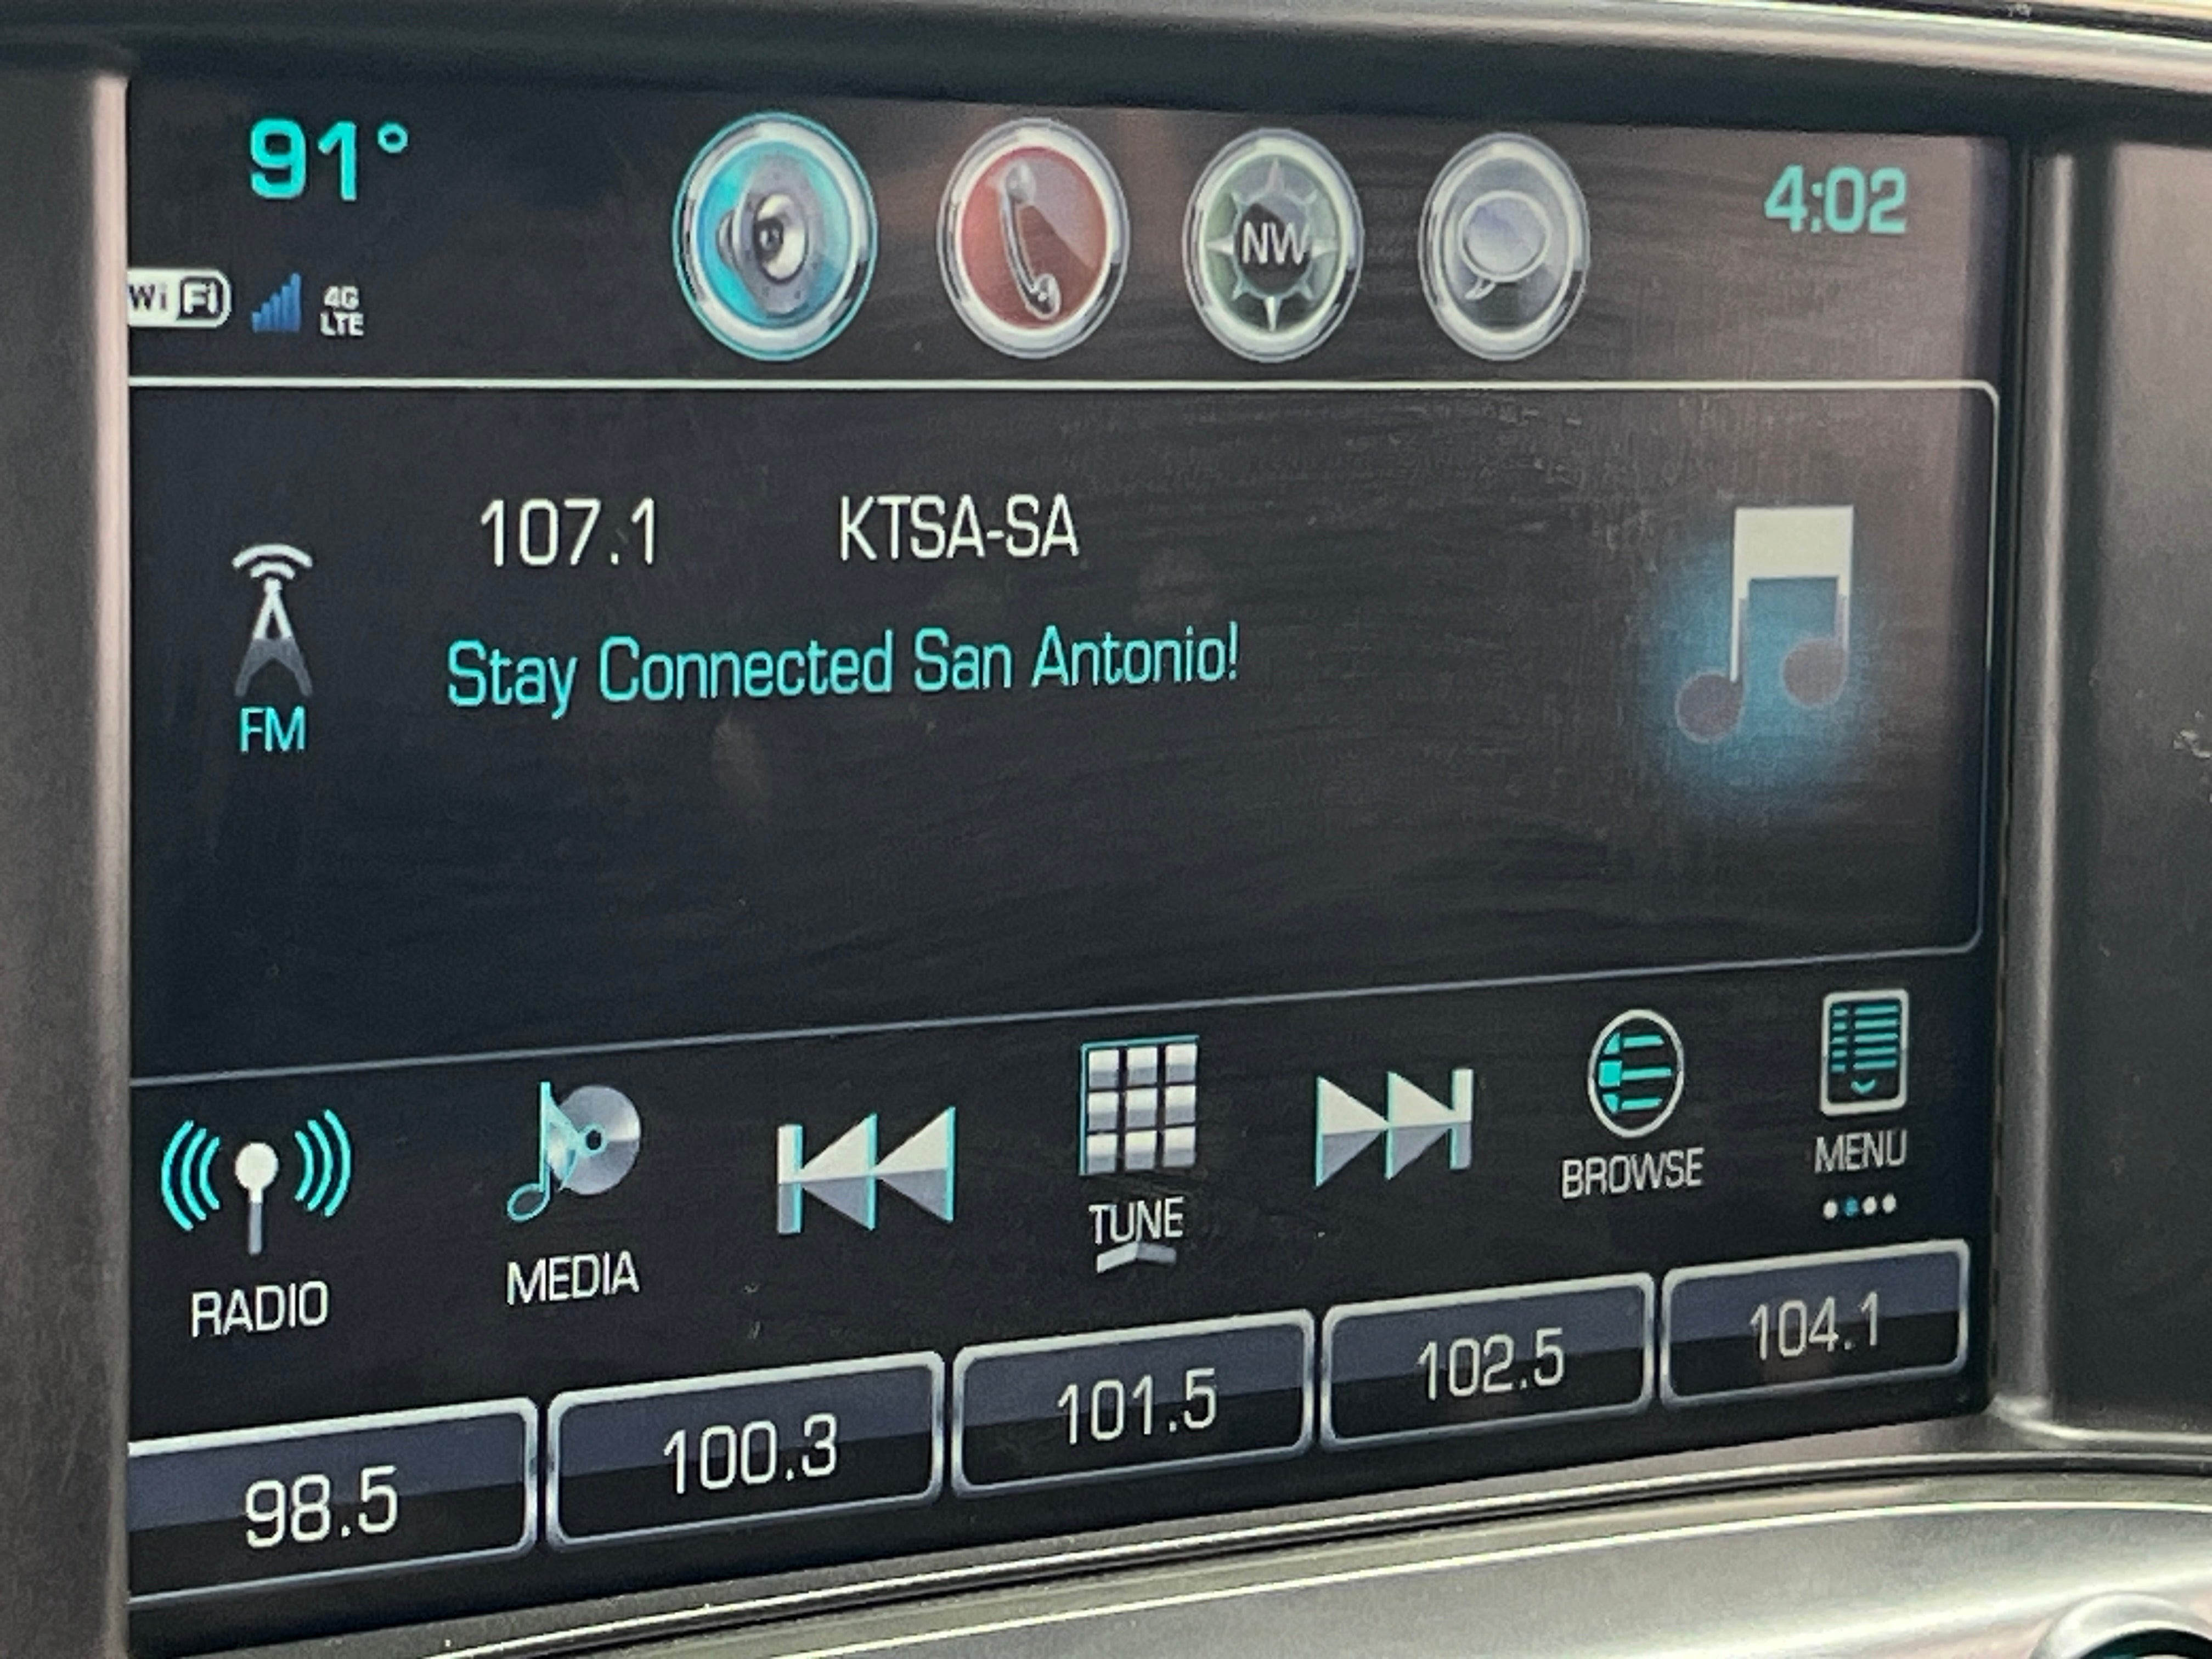 91° 4:02
NW
WiFi 4G
LTE
107.1 KTSA-SA
Stay Connected San Antonio!
FM
RADIO MEDIA TUNE BROWSE MENU
98.5 100.3 101.5 102.5 104.1